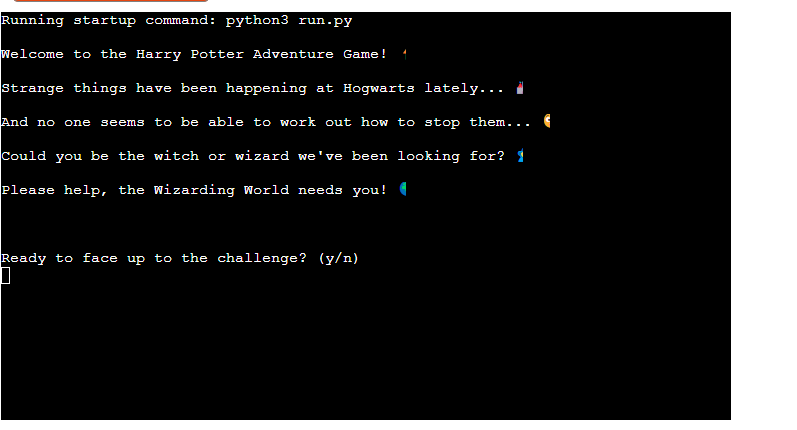 Running startup command: python3 run.py
Welcome to the Harry Potter Adventure Game!
Strange things have been happening at Hogwarts lately...
And no one seems to be able to work out how to stop them...
Could you be the witch or wizard we've been looking for?
Please help, the Wizarding World needs you!
Ready to face up to the challenge? (y/n)